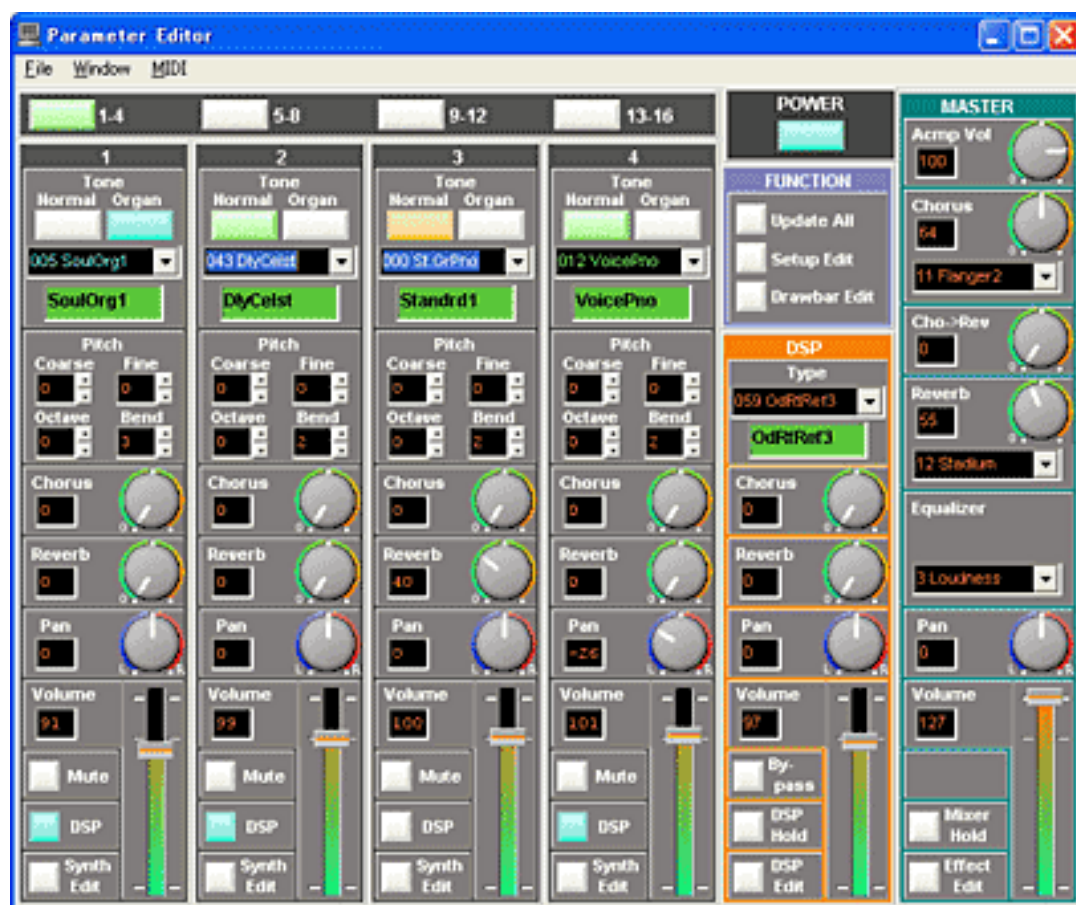 Parameter Editor
File Window MIDI
1-4 5-8 9-12 13-16
1
Tone
Normal Organ
005 SoulOrg1
SoulOrg1
Pitch
Coarse Fine
0 0
Octave Bend
0 3
Chorus
0
Reverb
0
Pan
0
L R
Volume
91
Mute
DSP
Synth
Edit
2
Tone
Normal Organ
043 DlyCelst
DlyCelst
Pitch
Coarse Fine
0 0
Octave Bend
0 2
Chorus
0
Reverb
0
Pan
0
L R
Volume
99
Mute
DSP
Synth
Edit
3
Tone
Normal Organ
000 St.GrPno
Standrd1
Pitch
Coarse Fine
0 0
Octave Bend
0 2
Chorus
0
Reverb
40
Pan
0
L R
Volume
100
Mute
DSP
Synth
Edit
4
Tone
Normal Organ
012 VoicePno
VoicePno
Pitch
Coarse Fine
0 0
Octave Bend
0 2
Chorus
0
Reverb
0
Pan
-26
L R
Volume
101
Mute
DSP
Synth
Edit
POWER
FUNCTION
Update All
Setup Edit
Drawbar Edit
DSP
Type
059 OdRtRef3
OdRtRef3
Chorus
0
Reverb
0
Pan
0
L R
Volume
97
By-
pass
DSP
Hold
DSP
Edit
MASTER
Acmp Vol
100
Chorus
64
11 Flanger2
Cho->Rev
0
Reverb
55
12 Stadium
Equalizer
3 Loudness
Pan
0
L R
Volume
127
Mixer
Hold
Effect
Edit